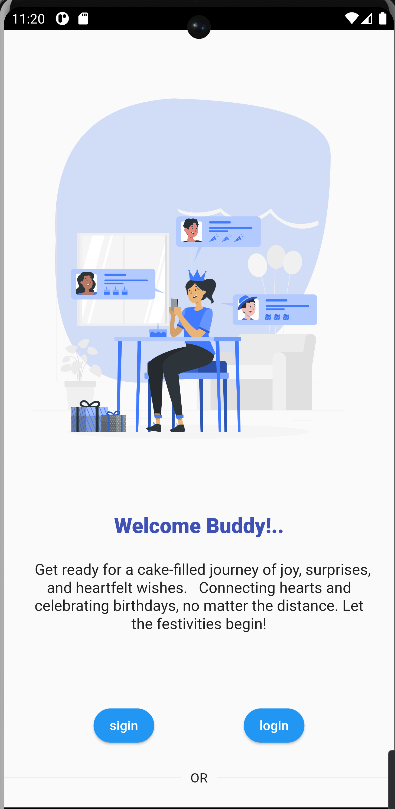 11:20
Welcome Buddy!..
Get ready for a cake-filled journey of joy, surprises,
and heartfelt wishes.   Connecting hearts and
celebrating birthdays, no matter the distance. Let
the festivities begin!
sigin login
OR